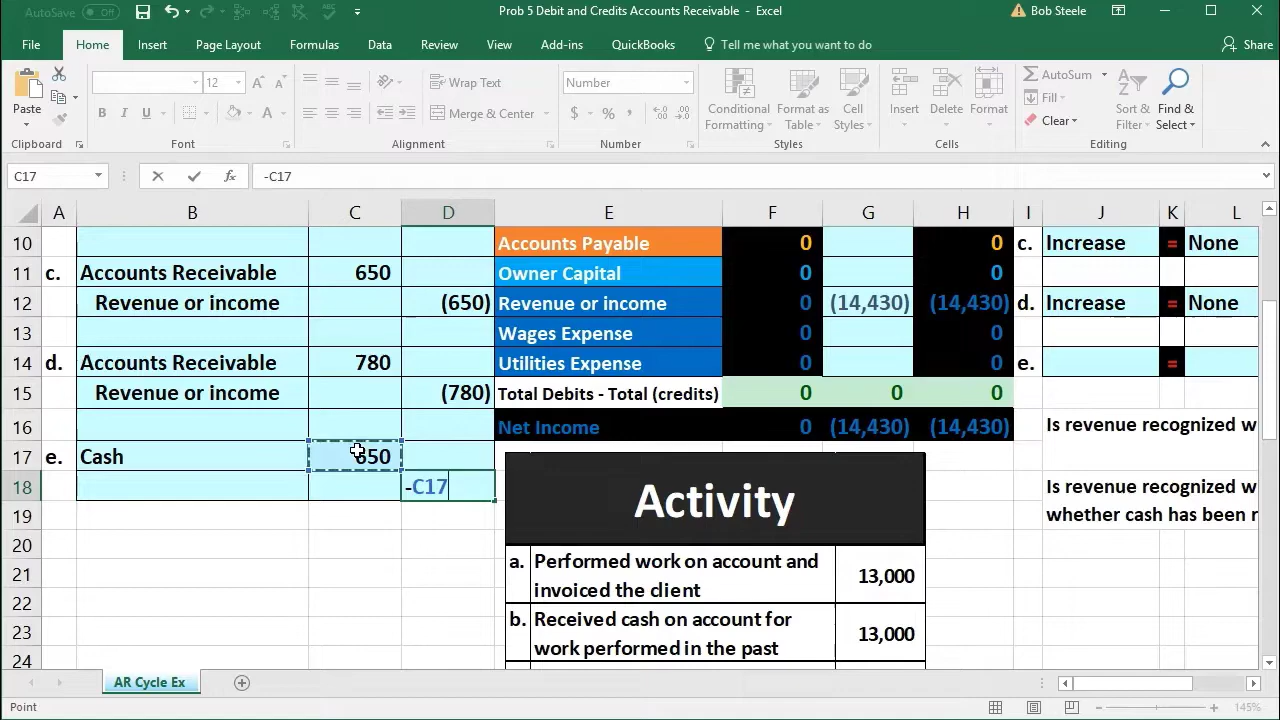 AutoSave Off
Prob 5 Debit and Credits Accounts Receivable - Excel
Bob Steele
File Home Insert Page Layout Formulas Data Review View Add-ins QuickBooks Tell me what you want to do Share
Paste
12
B I U
Wrap Text
Merge & Center
Number
$ %
Conditional Formatting
Format as Table
Cell Styles
Insert
Delete
Format
AutoSum
Fill
Clear
Sort & Filter
Find & Select
Clipboard Font Alignment Number Styles Cells Editing
C17 fx -C17
A B C D E F G H I J K L
10 Accounts Payable 0 0 c. Increase = None
11 c. Accounts Receivable 650 Owner Capital 0 0
12 Revenue or income (650) Revenue or income 0 (14,430) (14,430) d. Increase = None
13 Wages Expense 0 0
14 d. Accounts Receivable 780 Utilities Expense 0 0 e. =
15 Revenue or income (780) Total Debits - Total (credits) 0 0 0
16 Net Income 0 (14,430) (14,430) Is revenue recognized w
17 e. Cash 650
18 -C17 Is revenue recognized w
19 whether cash has been r
20
21
22
23
24
Activity
a. Performed work on account and
invoiced the client 13,000
b. Received cash on account for
work performed in the past 13,000
AR Cycle Ex
Point 145%